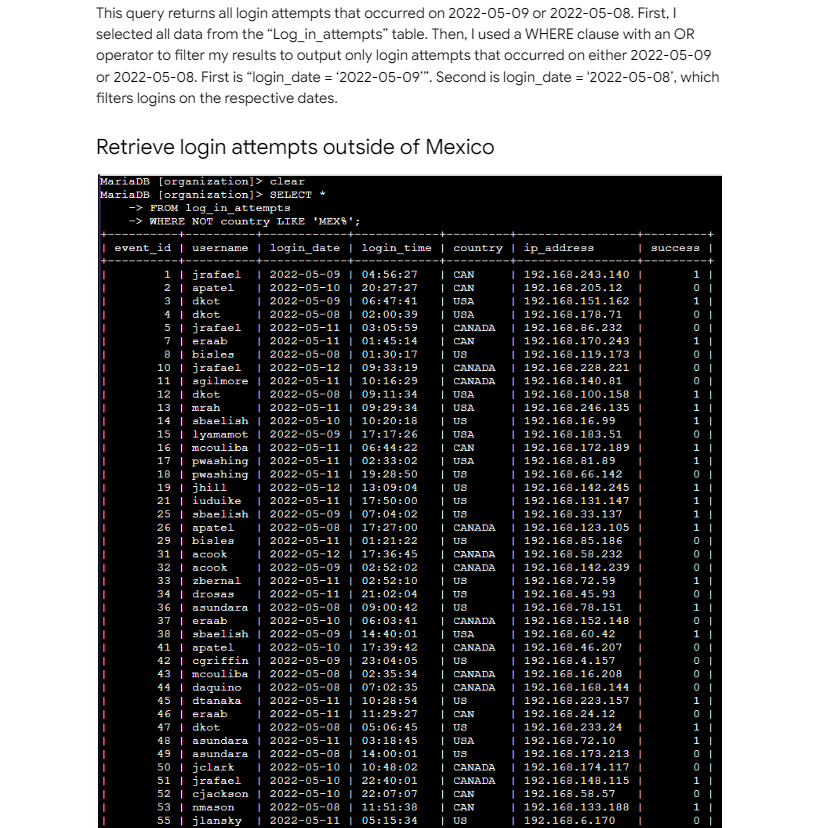 This query returns all login attempts that occurred on 2022-05-09 or 2022-05-08. First, I
selected all data from the “Log_in_attempts” table. Then, I used a WHERE clause with an OR
operator to filter my results to output only login attempts that occurred on either 2022-05-09
or 2022-05-08. First is “login_date = ‘2022-05-09’”. Second is login_date = '2022-05-08', which
filters logins on the respective dates.
Retrieve login attempts outside of Mexico
MariaDB [organization]> clear
MariaDB [organization]> SELECT *
-> FROM log_in_attempts
-> WHERE NOT country LIKE 'MEX%';
| event_id | username | login_date | login_time | country | ip_address | success |
| 1 | jrafael | 2022-05-09 | 04:56:27 | CAN | 192.168.243.140 | 1 |
| 2 | apatel | 2022-05-10 | 20:27:27 | CAN | 192.168.205.12 | 0 |
| 3 | dkot | 2022-05-09 | 06:47:41 | USA | 192.168.151.162 | 1 |
| 4 | dkot | 2022-05-08 | 02:00:39 | USA | 192.168.178.71 | 0 |
| 5 | jrafael | 2022-05-11 | 03:05:59 | CANADA | 192.168.86.232 | 0 |
| 7 | eraab | 2022-05-11 | 01:45:14 | CAN | 192.168.170.243 | 1 |
| 8 | bisles | 2022-05-08 | 01:30:17 | US | 192.168.119.173 | 0 |
| 10 | jrafael | 2022-05-12 | 09:33:19 | CANADA | 192.168.228.221 | 0 |
| 11 | sgilmore | 2022-05-11 | 10:16:29 | CANADA | 192.168.140.81 | 0 |
| 12 | dkot | 2022-05-08 | 09:11:34 | USA | 192.168.100.158 | 1 |
| 13 | mrah | 2022-05-11 | 09:29:34 | USA | 192.168.246.135 | 1 |
| 14 | sbaelish | 2022-05-10 | 10:20:18 | US | 192.168.16.99 | 1 |
| 15 | lyamamot | 2022-05-09 | 17:17:26 | USA | 192.168.183.51 | 0 |
| 16 | mcouliba | 2022-05-11 | 06:44:22 | CAN | 192.168.172.189 | 1 |
| 17 | pwashing | 2022-05-11 | 02:33:02 | USA | 192.168.81.89 | 1 |
| 18 | pwashing | 2022-05-11 | 19:28:50 | US | 192.168.66.142 | 0 |
| 19 | jhill | 2022-05-12 | 13:09:04 | US | 192.168.142.245 | 1 |
| 21 | iuduike | 2022-05-11 | 17:50:00 | US | 192.168.131.147 | 1 |
| 25 | sbaelish | 2022-05-09 | 07:04:02 | US | 192.168.33.137 | 1 |
| 26 | apatel | 2022-05-08 | 17:27:00 | CANADA | 192.168.123.105 | 1 |
| 29 | bisles | 2022-05-11 | 01:21:22 | US | 192.168.85.186 | 0 |
| 31 | acook | 2022-05-12 | 17:36:45 | CANADA | 192.168.58.232 | 0 |
| 32 | acook | 2022-05-09 | 02:52:02 | CANADA | 192.168.142.239 | 0 |
| 33 | zbernal | 2022-05-11 | 02:52:10 | US | 192.168.72.59 | 1 |
| 34 | drosas | 2022-05-11 | 21:02:04 | US | 192.168.45.93 | 0 |
| 36 | asundara | 2022-05-08 | 09:00:42 | US | 192.168.78.151 | 1 |
| 37 | eraab | 2022-05-10 | 06:03:41 | CANADA | 192.168.152.148 | 0 |
| 38 | sbaelish | 2022-05-09 | 14:40:01 | USA | 192.168.60.42 | 1 |
| 41 | apatel | 2022-05-10 | 17:39:42 | CANADA | 192.168.46.207 | 0 |
| 42 | cgriffin | 2022-05-09 | 23:04:05 | US | 192.168.4.157 | 0 |
| 43 | mcouliba | 2022-05-08 | 02:35:34 | CANADA | 192.168.16.208 | 0 |
| 44 | daquino | 2022-05-08 | 07:02:35 | CANADA | 192.168.168.144 | 0 |
| 45 | dtanaka | 2022-05-11 | 10:28:54 | US | 192.168.223.157 | 1 |
| 46 | eraab | 2022-05-11 | 11:29:27 | CAN | 192.168.24.12 | 0 |
| 47 | dkot | 2022-05-08 | 05:06:45 | US | 192.168.233.24 | 1 |
| 48 | asundara | 2022-05-11 | 03:18:45 | USA | 192.168.72.10 | 1 |
| 49 | asundara | 2022-05-08 | 14:00:01 | US | 192.168.173.213 | 0 |
| 50 | jclark | 2022-05-10 | 10:48:02 | CANADA | 192.168.174.117 | 0 |
| 51 | jrafael | 2022-05-10 | 22:40:01 | CANADA | 192.168.148.115 | 1 |
| 52 | cjackson | 2022-05-10 | 22:07:07 | CAN | 192.168.58.57 | 0 |
| 53 | nmason | 2022-05-08 | 11:51:38 | CAN | 192.168.133.188 | 1 |
| 55 | jlansky | 2022-05-11 | 05:15:34 | US | 192.168.6.170 | 0 |